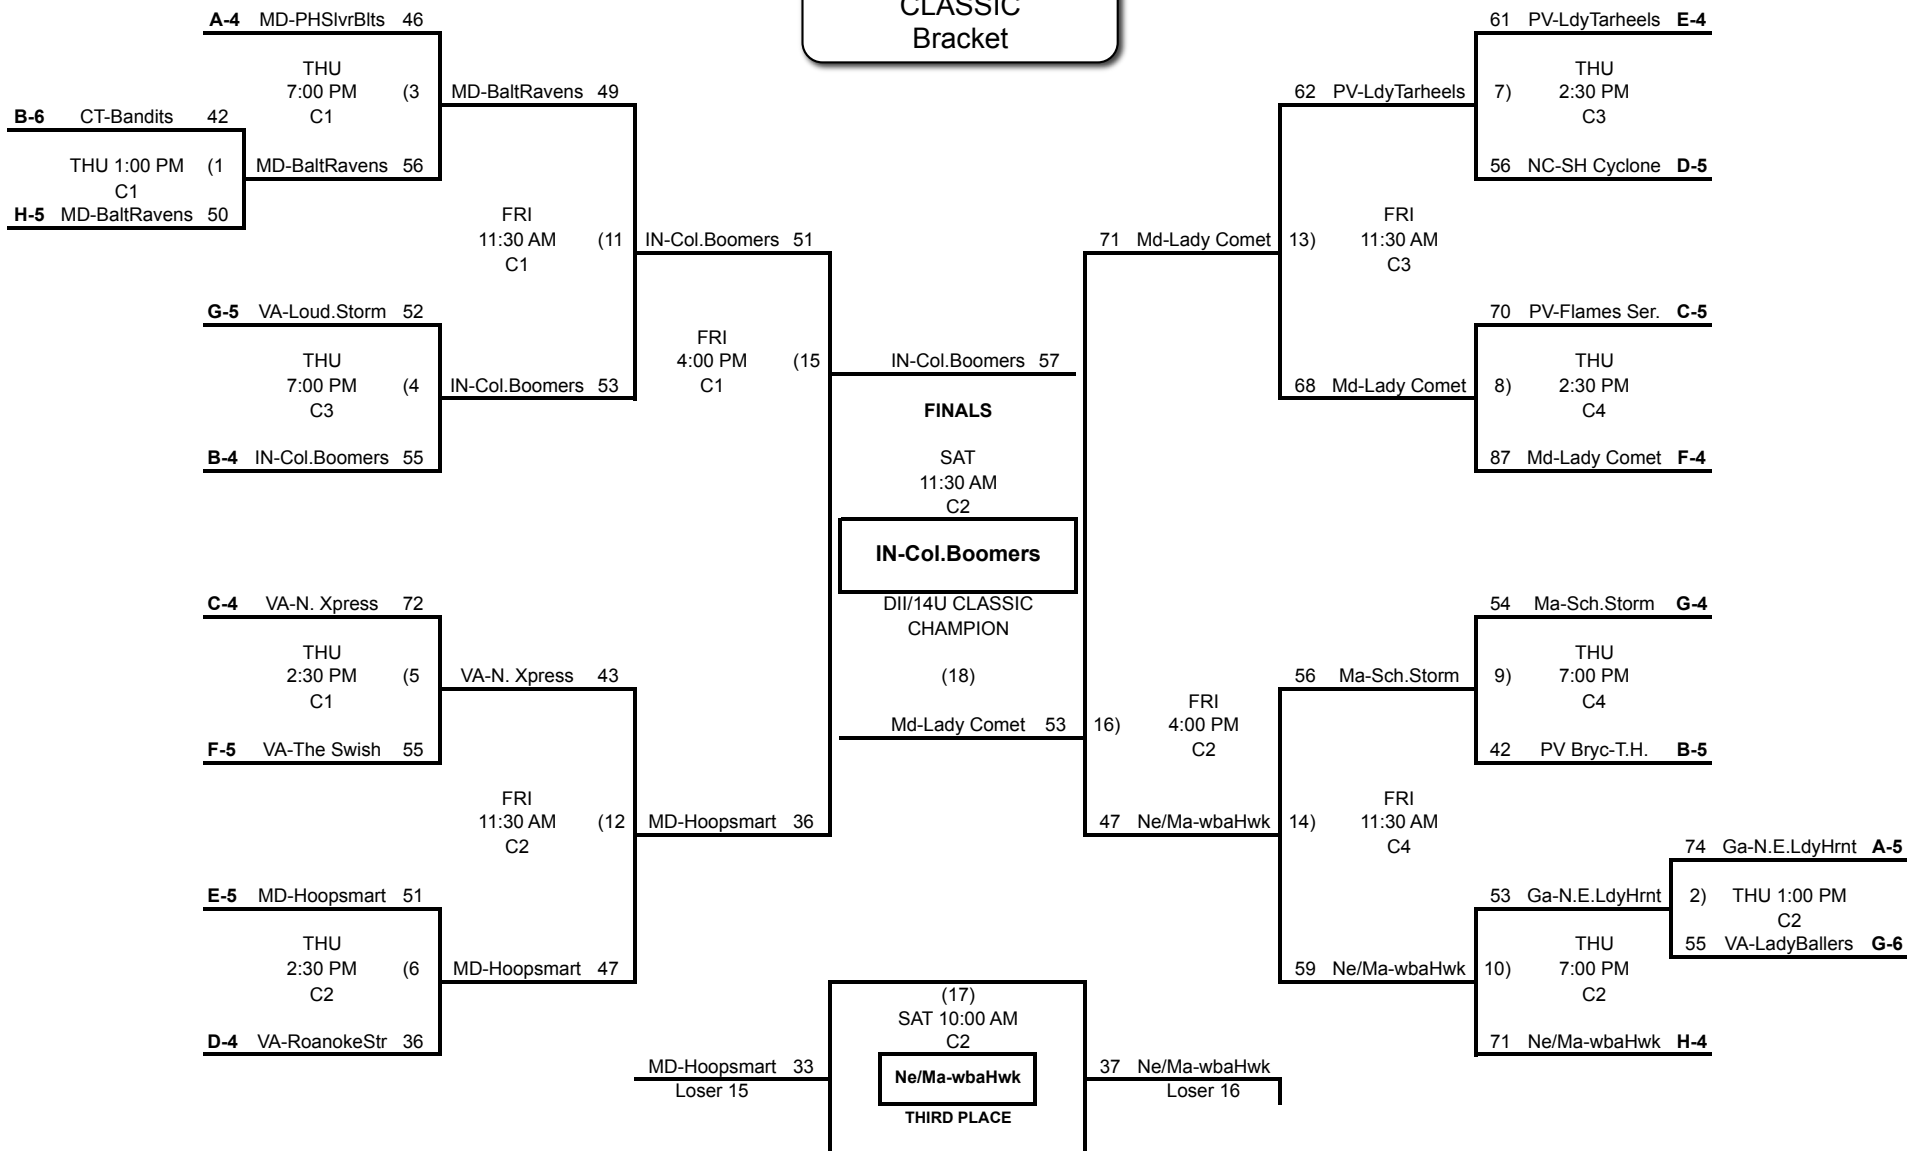 CLASSIC
Bracket
A-4 MD-PHSlvrBlts 46
THU
7:00 PM (3
C1
B-6 CT-Bandits 42
THU 1:00 PM (1
C1
H-5 MD-BaltRavens 50
MD-BaltRavens 56
MD-BaltRavens 49
FRI
11:30 AM (11
C1
G-5 VA-Loud.Storm 52
THU
7:00 PM (4
C3
B-4 IN-Col.Boomers 55
IN-Col.Boomers 53
IN-Col.Boomers 51
FRI
4:00 PM (15
C1
C-4 VA-N. Xpress 72
THU
2:30 PM (5
C1
F-5 VA-The Swish 55
VA-N. Xpress 43
FRI
11:30 AM (12
C2
E-5 MD-Hoopsmart 51
THU
2:30 PM (6
C2
D-4 VA-RoanokeStr 36
MD-Hoopsmart 47
MD-Hoopsmart 36
IN-Col.Boomers 57
FINALS
SAT
11:30 AM
C2
IN-Col.Boomers
DII/14U CLASSIC
CHAMPION
(18)
Md-Lady Comet 53
61 PV-LdyTarheels E-4
THU
7) 2:30 PM
C3
56 NC-SH Cyclone D-5
62 PV-LdyTarheels
FRI
13) 11:30 AM
C3
71 Md-Lady Comet
70 PV-Flames Ser. C-5
THU
8) 2:30 PM
C4
87 Md-Lady Comet F-4
68 Md-Lady Comet
FRI
16) 4:00 PM
C2
54 Ma-Sch.Storm G-4
THU
9) 7:00 PM
C4
42 PV Bryc-T.H. B-5
56 Ma-Sch.Storm
FRI
14) 11:30 AM
C4
47 Ne/Ma-wbaHwk
74 Ga-N.E.LdyHrnt A-5
2) THU 1:00 PM
C2
55 VA-LadyBallers G-6
53 Ga-N.E.LdyHrnt
THU
10) 7:00 PM
C2
71 Ne/Ma-wbaHwk H-4
59 Ne/Ma-wbaHwk
(17)
SAT 10:00 AM
C2
MD-Hoopsmart 33
Loser 15
Ne/Ma-wbaHwk
THIRD PLACE
37 Ne/Ma-wbaHwk
Loser 16